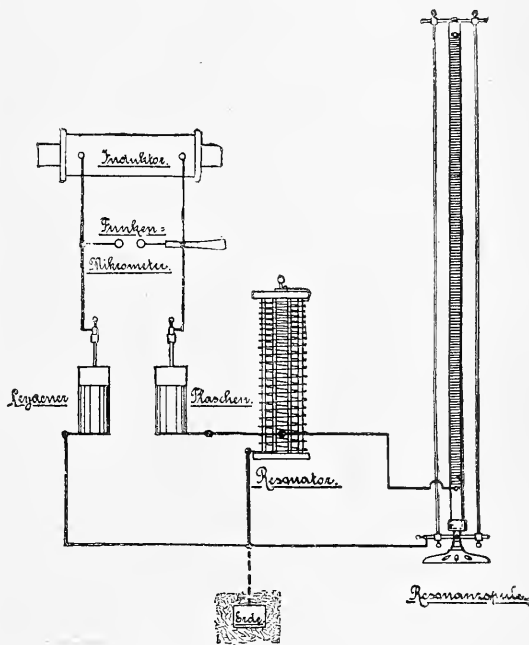 Induktor.
Funken=
Mikrometer.
Leydener Flaschen.
Resonator.
Erde.
Resonanzspule.